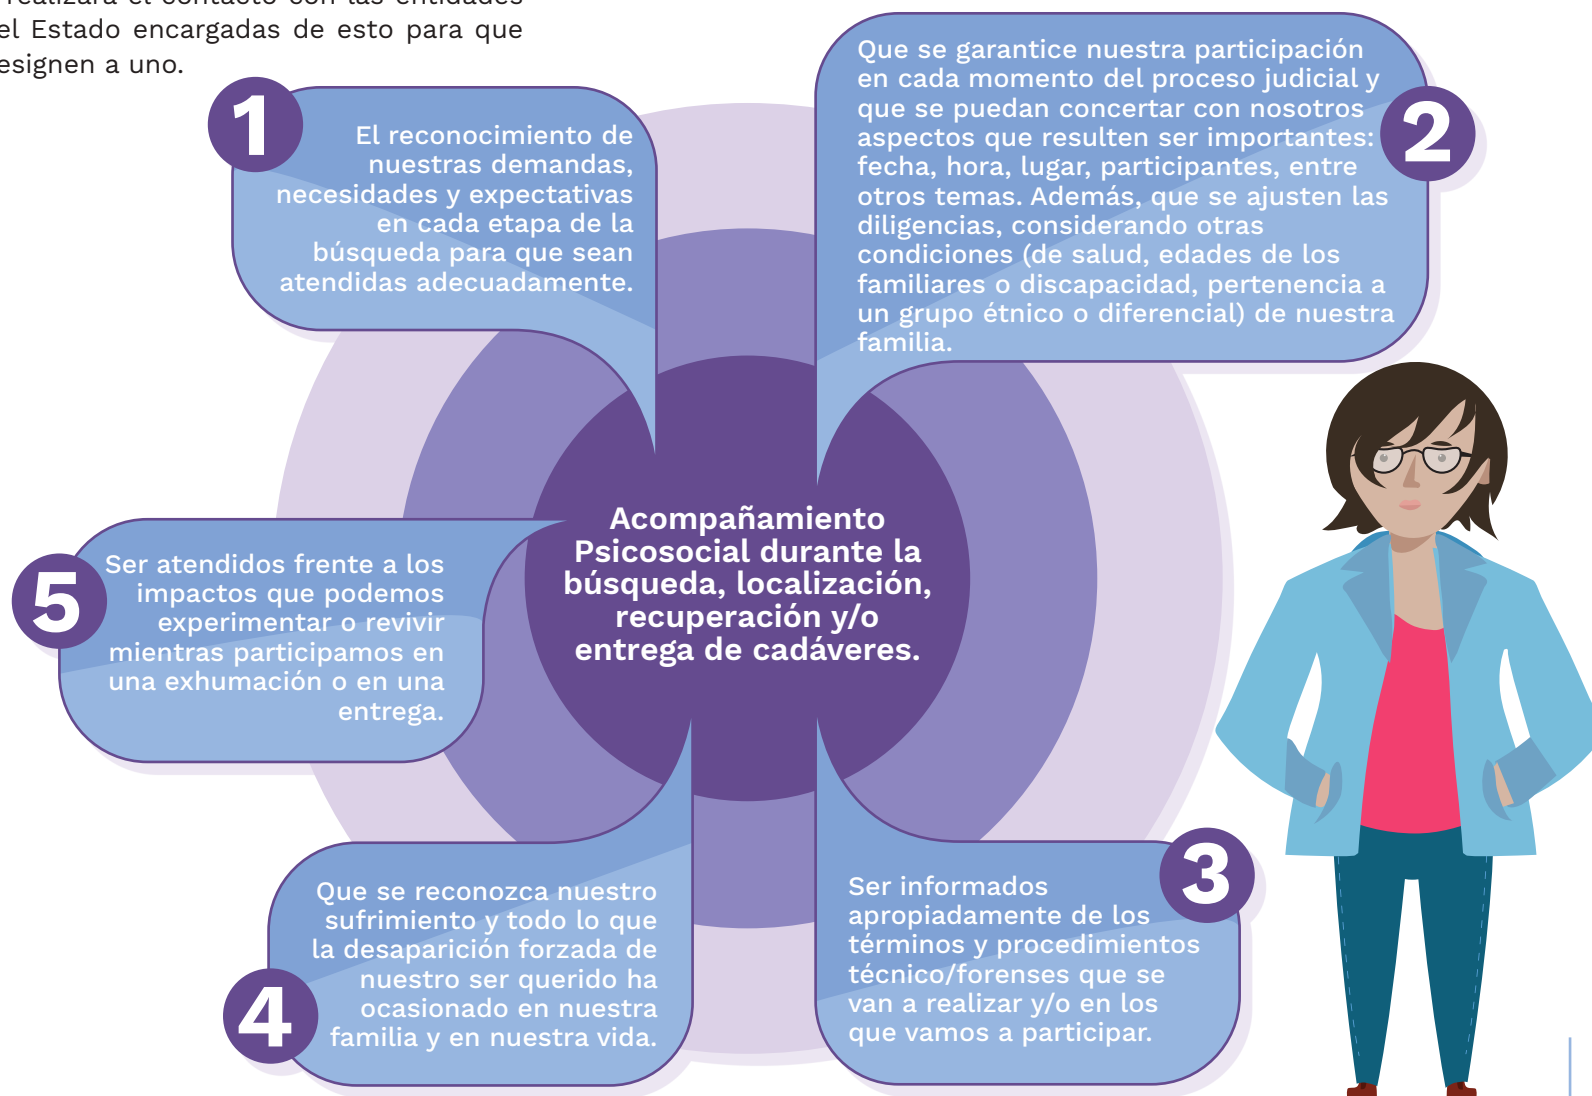 realizará el contacto con las entidades
el Estado encargadas de esto para que
esignen a uno.
1
El reconocimiento de
nuestras demandas,
necesidades y expectativas
en cada etapa de la
búsqueda para que sean
atendidas adecuadamente.
2
Que se garantice nuestra participación
en cada momento del proceso judicial y
que se puedan concertar con nosotros
aspectos que resulten ser importantes:
fecha, hora, lugar, participantes, entre
otros temas. Además, que se ajusten las
diligencias, considerando otras
condiciones (de salud, edades de los
familiares o discapacidad, pertenencia a
un grupo étnico o diferencial) de nuestra
familia.
Acompañamiento
Psicosocial durante la
búsqueda, localización,
recuperación y/o
entrega de cadáveres.
5
Ser atendidos frente a los
impactos que podemos
experimentar o revivir
mientras participamos en
una exhumación o en una
entrega.
4
Que se reconozca nuestro
sufrimiento y todo lo que
la desaparición forzada de
nuestro ser querido ha
ocasionado en nuestra
familia y en nuestra vida.
3
Ser informados
apropiadamente de los
términos y procedimientos
técnico/forenses que se
van a realizar y/o en los
que vamos a participar.